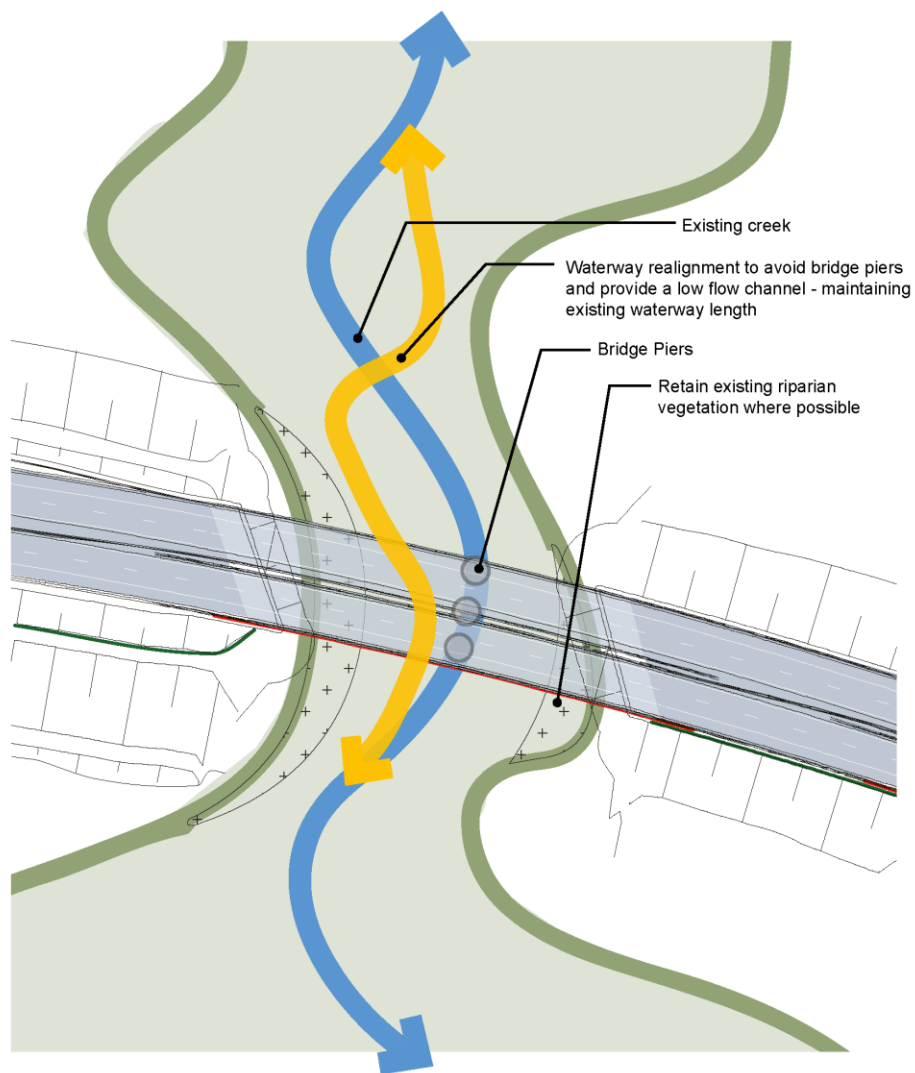 Existing creek
Waterway realignment to avoid bridge piers
and provide a low flow channel - maintaining
existing waterway length
Bridge Piers
Retain existing riparian
vegetation where possible